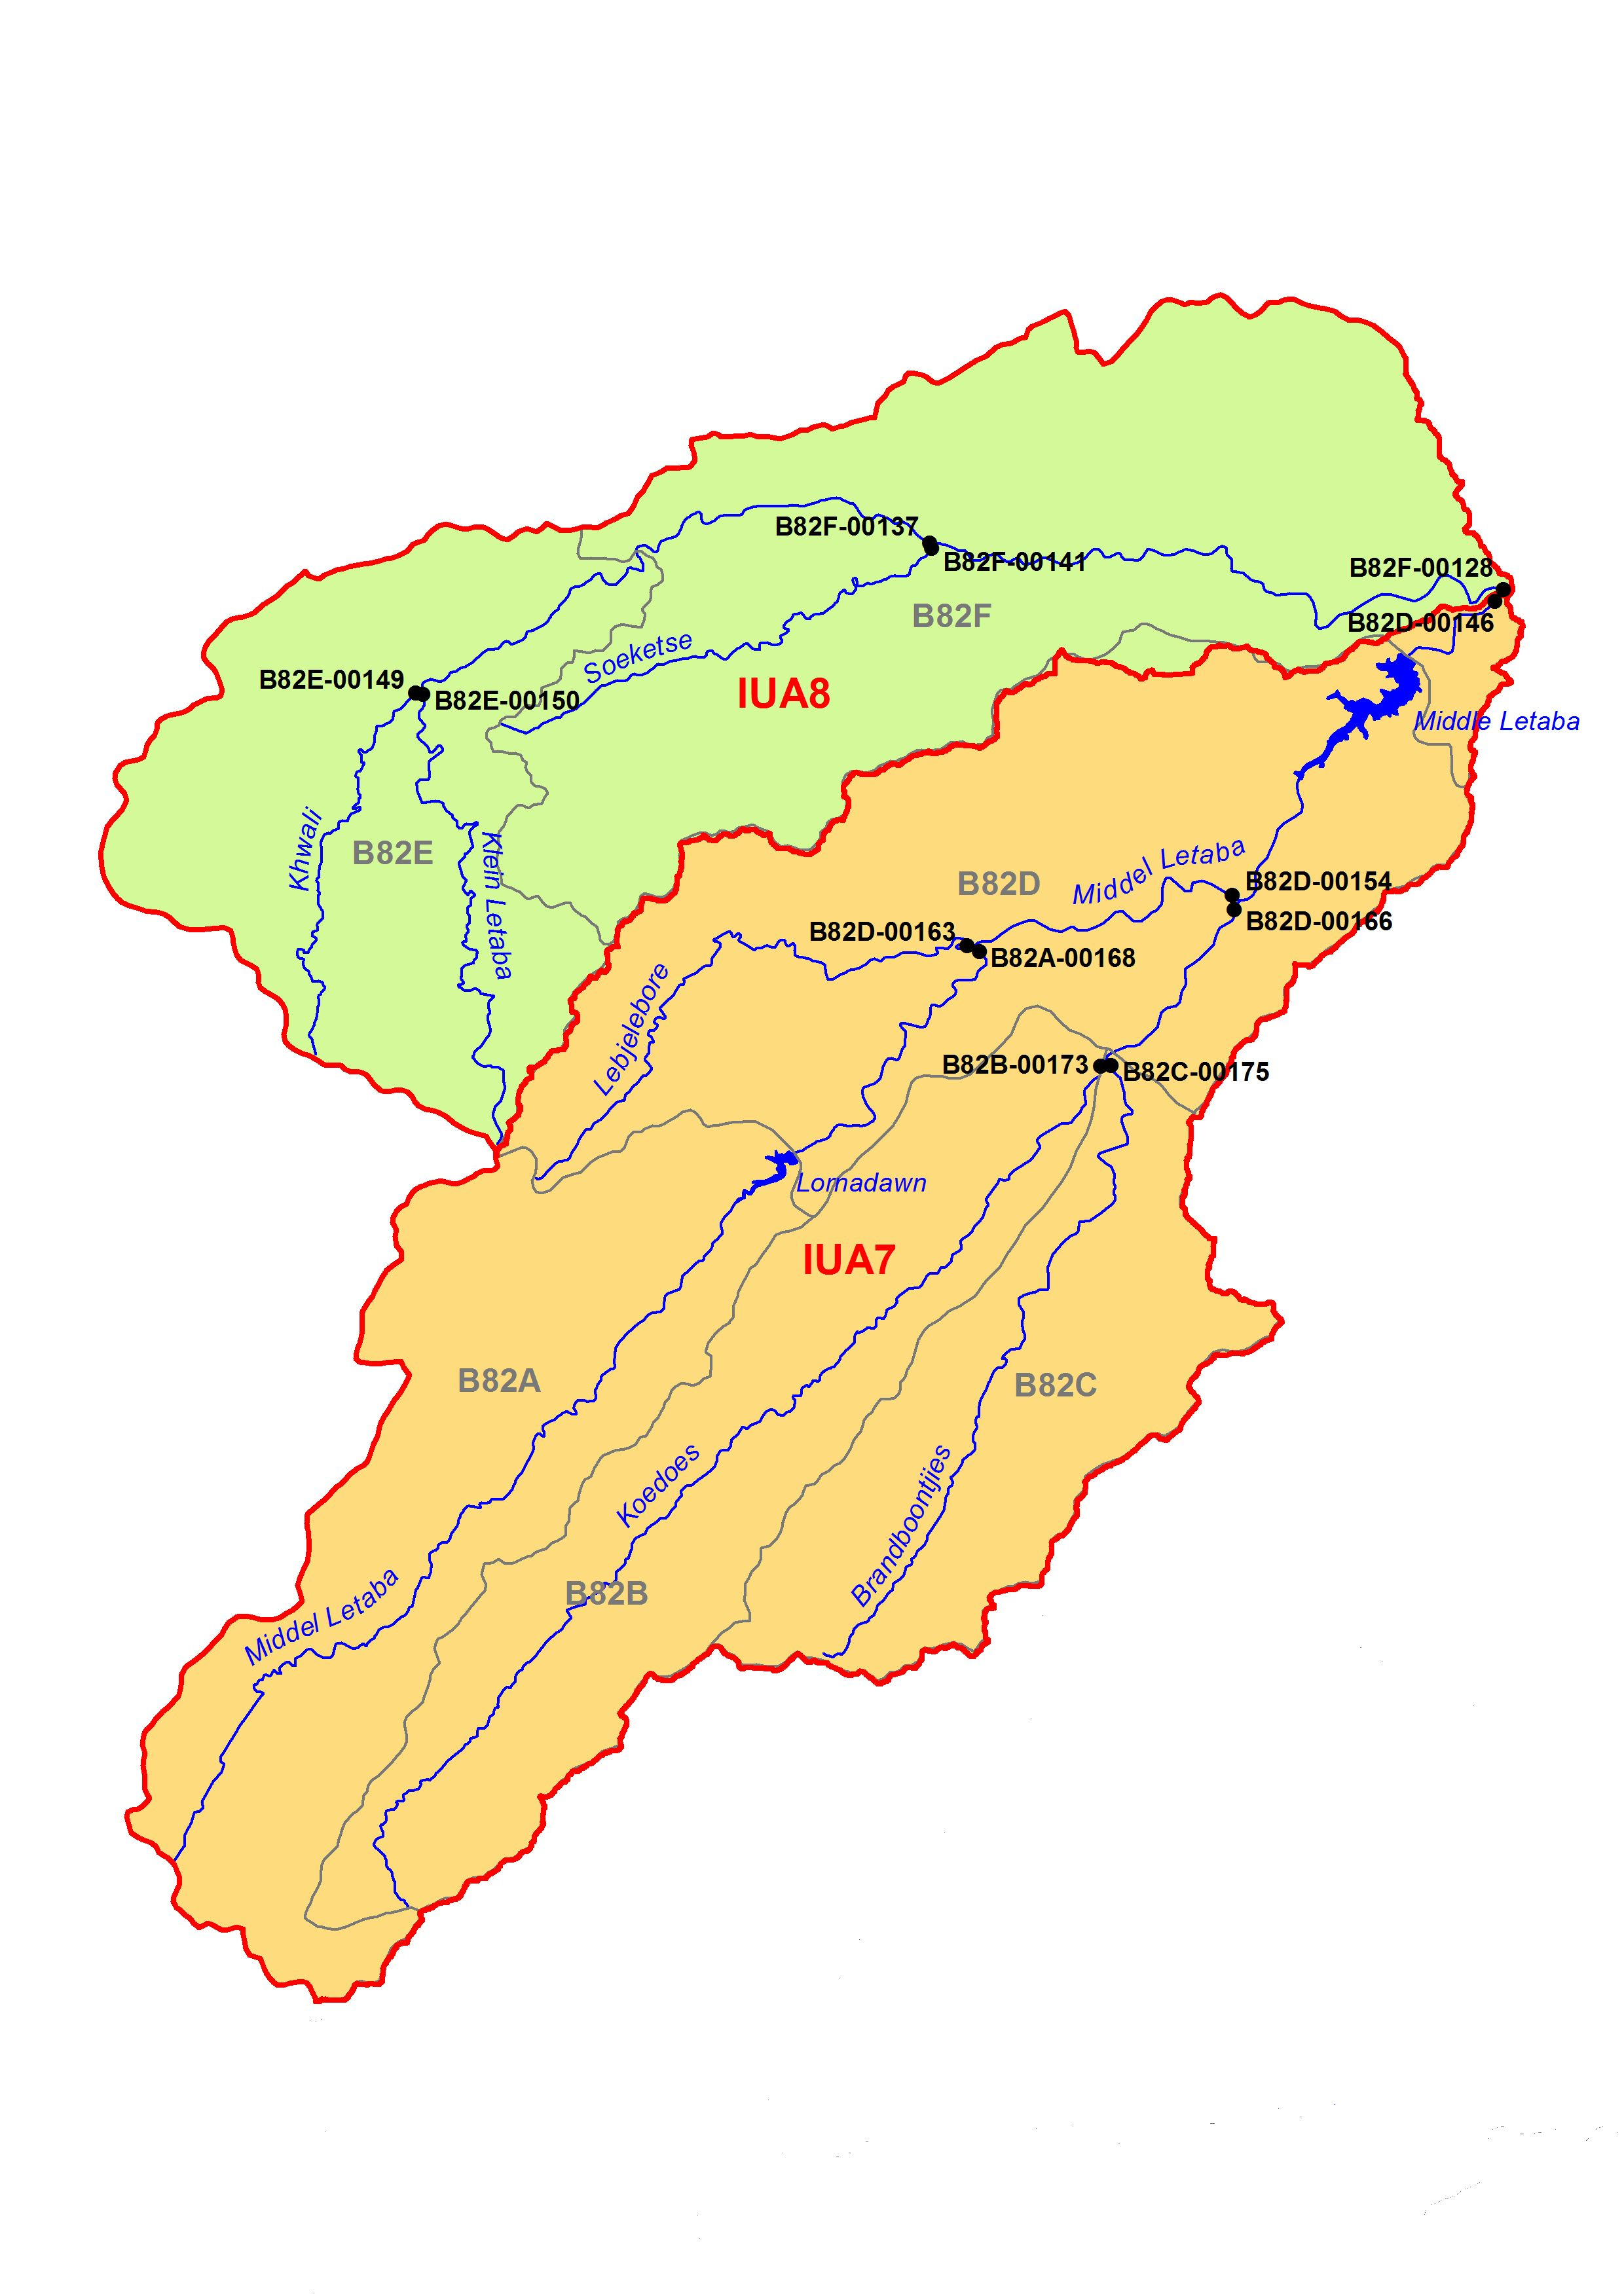 B82F-00137
B82F-00141
B82F-00128
B82F
B82D-00146
Soeketse
B82E-00149
B82E-00150
IUA8
Middle Letaba
Khwali
B82E
Klein Letaba
B82D
Middel Letaba
B82D-00154
B82D-00166
B82D-00163
B82A-00168
Lebjelebore
B82B-00173
B82C-00175
Lornadawn
IUA7
B82A
B82C
Koedoes
Brandboontjies
B82B
Middel Letaba